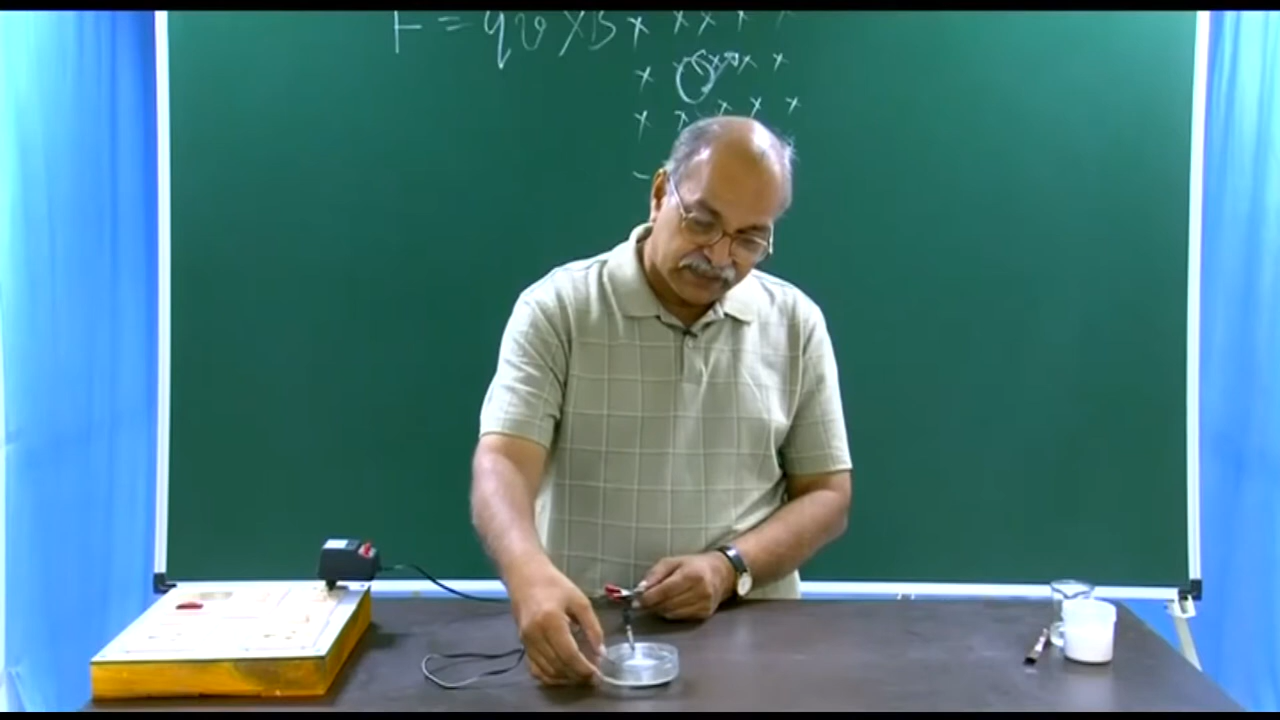 F = qv × B
× × × × ×
× × × × ×
× × × × ×